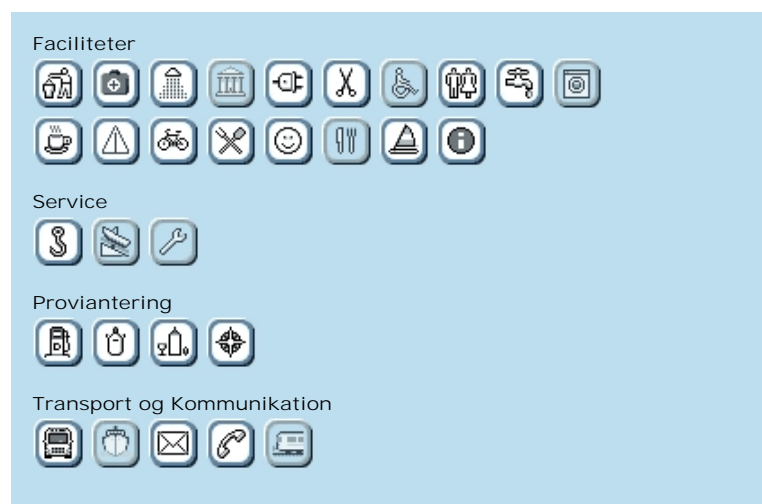 Faciliteter
Service
Proviantering
Transport og Kommunikation